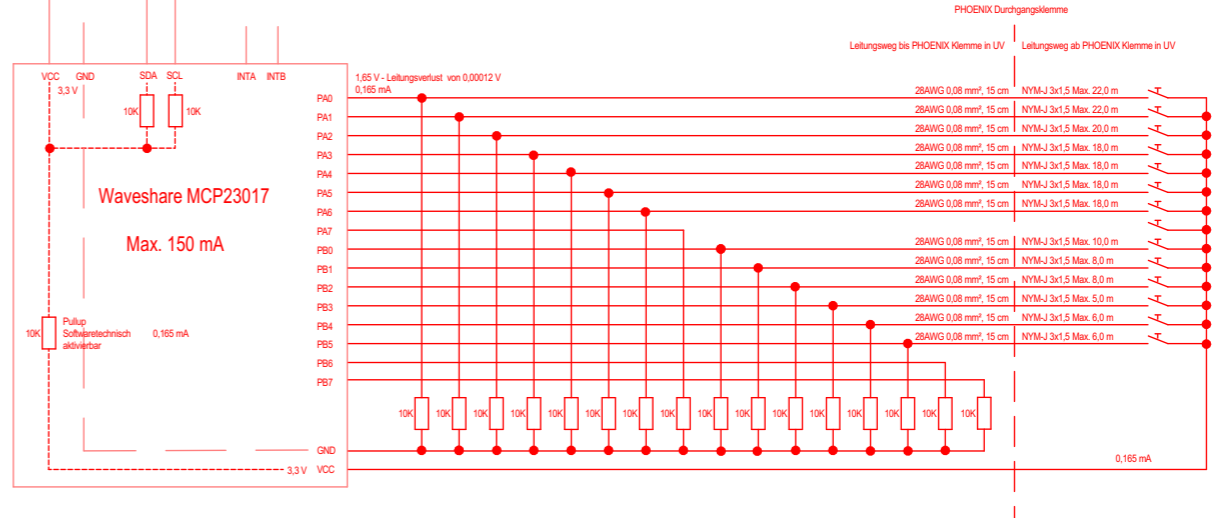 PHOENIX Durchgangsklemme
Leitungsweg bis PHOENIX Klemme in UV
Leitungsweg ab PHOENIX Klemme in UV
VCC GND SDA SCL INTA INTB
3,3 V
1,65 V - Leitungsverlust von 0,00012 V
0,165 mA
10K 10K
PA0 28AWG 0,08 mm², 15 cm NYM-J 3x1,5 Max. 22,0 m
PA1 28AWG 0,08 mm², 15 cm NYM-J 3x1,5 Max. 22,0 m
PA2 28AWG 0,08 mm², 15 cm NYM-J 3x1,5 Max. 20,0 m
PA3 28AWG 0,08 mm², 15 cm NYM-J 3x1,5 Max. 18,0 m
PA4 28AWG 0,08 mm², 15 cm NYM-J 3x1,5 Max. 18,0 m
PA5 28AWG 0,08 mm², 15 cm NYM-J 3x1,5 Max. 18,0 m
PA6 28AWG 0,08 mm², 15 cm NYM-J 3x1,5 Max. 18,0 m
PA7
PB0 28AWG 0,08 mm², 15 cm NYM-J 3x1,5 Max. 10,0 m
PB1 28AWG 0,08 mm², 15 cm NYM-J 3x1,5 Max. 8,0 m
PB2 28AWG 0,08 mm², 15 cm NYM-J 3x1,5 Max. 8,0 m
PB3 28AWG 0,08 mm², 15 cm NYM-J 3x1,5 Max. 5,0 m
PB4 28AWG 0,08 mm², 15 cm NYM-J 3x1,5 Max. 6,0 m
PB5 28AWG 0,08 mm², 15 cm NYM-J 3x1,5 Max. 6,0 m
PB6
PB7
Waveshare MCP23017
Max. 150 mA
10K
Pullup
Softwaretechnisch
aktivierbar
0,165 mA
10K 10K 10K 10K 10K 10K 10K 10K 10K 10K 10K 10K 10K 10K 10K 10K
GND
3,3 V VCC
0,165 mA